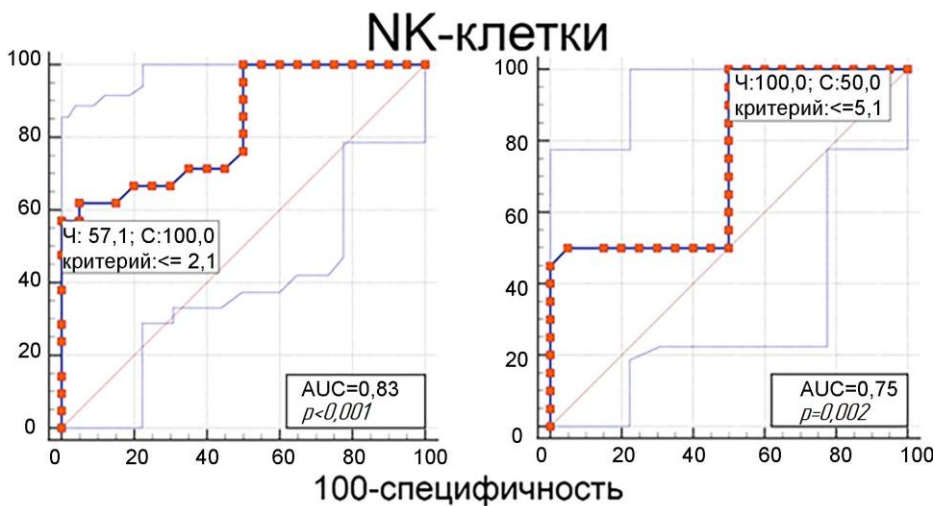 NK-клетки
100
80
60
40
20
0
Ч: 57,1; С:100,0
критерий:<= 2,1
AUC=0,83
p<0,001
0 20 40 60 80 100
100
80
60
40
20
0
Ч:100,0; С:50,0
критерий:<=5,1
AUC=0,75
p=0,002
0 20 40 60 80 100
100-специфичность